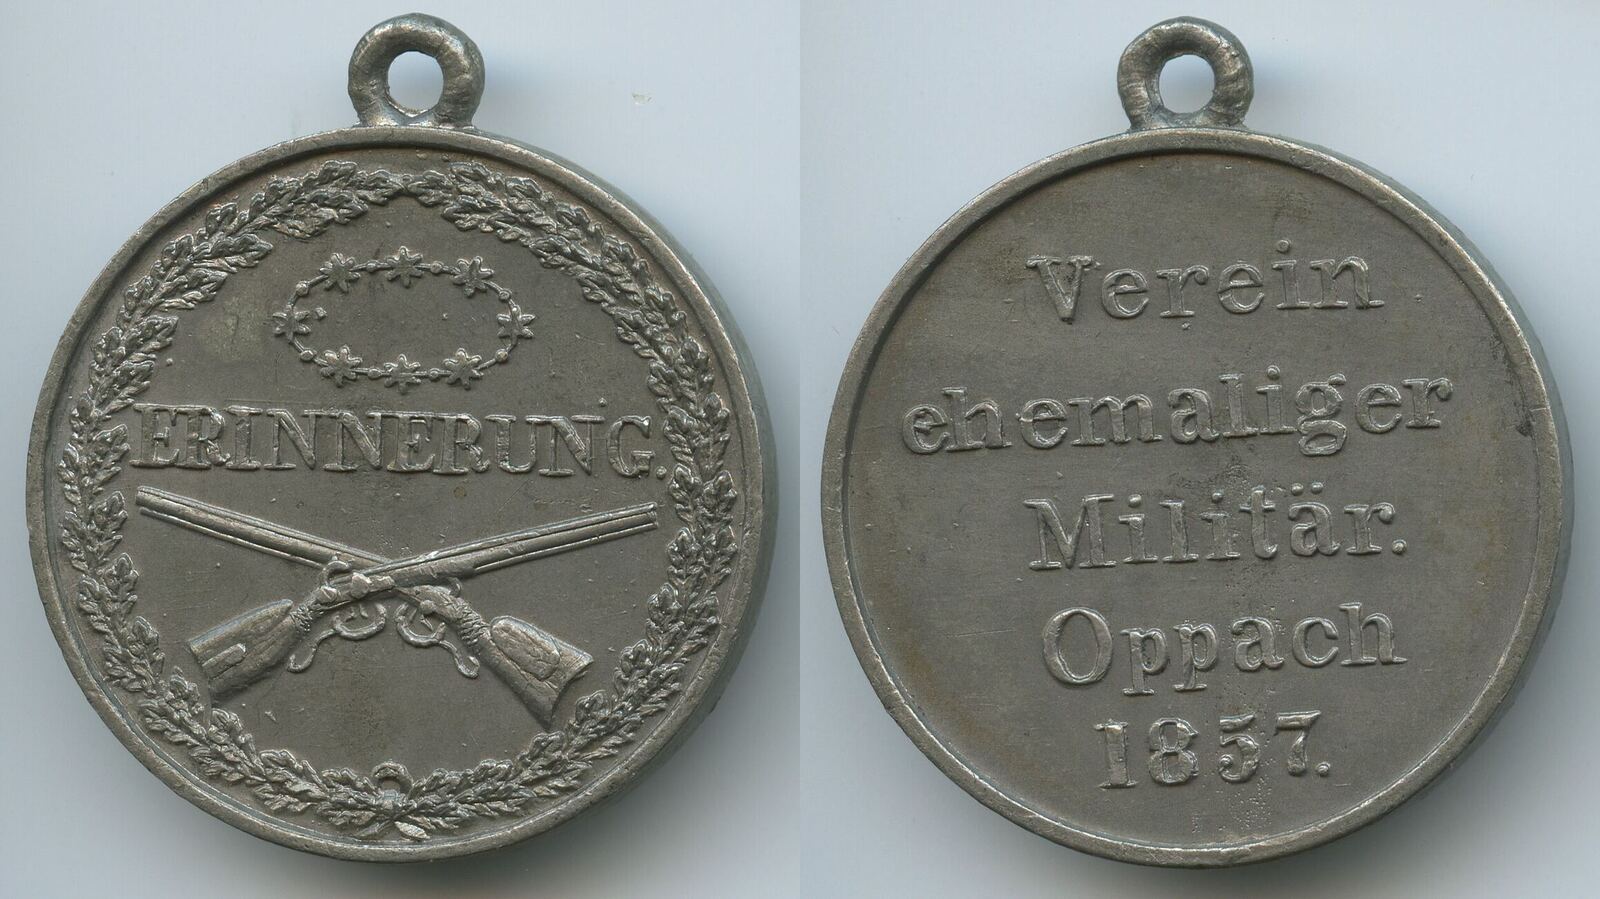 ERINNERUNG.
Verein
ehemaliger
Militär.
Oppach
1857.